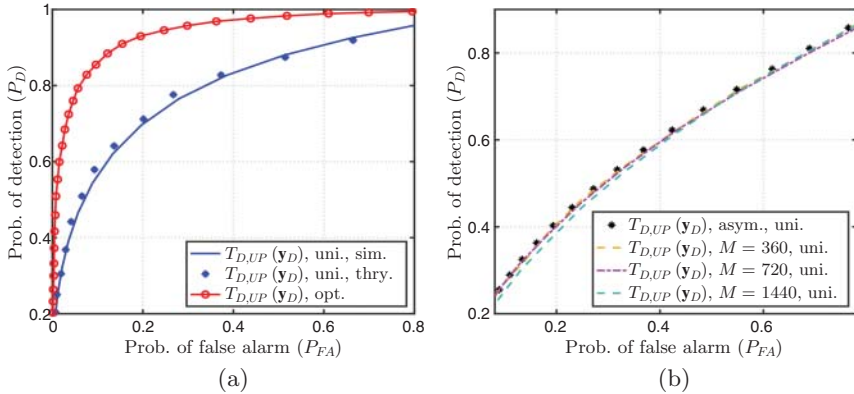 1
0.8
0.6
0.4
0.2
0
0.2
0.4
0.6
0.8
Prob. of detection (P_D)
Prob. of false alarm (P_FA)
T_D,UP (y_D), uni., sim.
T_D,UP (y_D), uni., thry.
T_D,UP (y_D), opt.
(a)
0.8
0.6
0.4
0.2
0.2
0.4
0.6
Prob. of detection (P_D)
Prob. of false alarm (P_FA)
T_D,UP (y_D), asym., uni.
T_D,UP (y_D), M = 360, uni.
T_D,UP (y_D), M = 720, uni.
T_D,UP (y_D), M = 1440, uni.
(b)